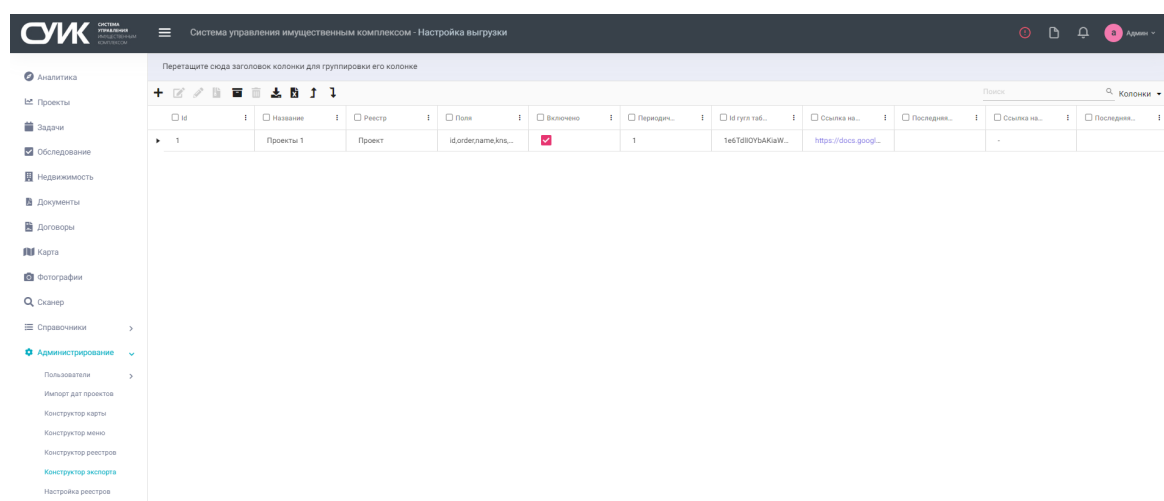 СУИК
СИСТЕМА
УПРАВЛЕНИЯ
ИМУЩЕСТВЕННЫМ
КОМПЛЕКСОМ
Система управления имущественным комплексом - Настройка выгрузки
a Админ
Перетащите сюда заголовок колонки для группировки его колонке
Поиск
Колонки
Id
Название
Реестр
Поля
Включено
Периодич...
Id гугл таб...
Ссылка на...
Последняя...
Ссылка на...
Последняя...
1
Проекты 1
Проект
id,order,name,kns,...
1
1e6TdlIOYbAKiaW...
https://docs.googl...
-
Аналитика
Проекты
Задачи
Обследование
Недвижимость
Документы
Договоры
Карта
Фотографии
Сканер
Справочники
Администрирование
Пользователи
Импорт дат проектов
Конструктор карты
Конструктор меню
Конструктор реестров
Конструктор экспорта
Настройка реестров